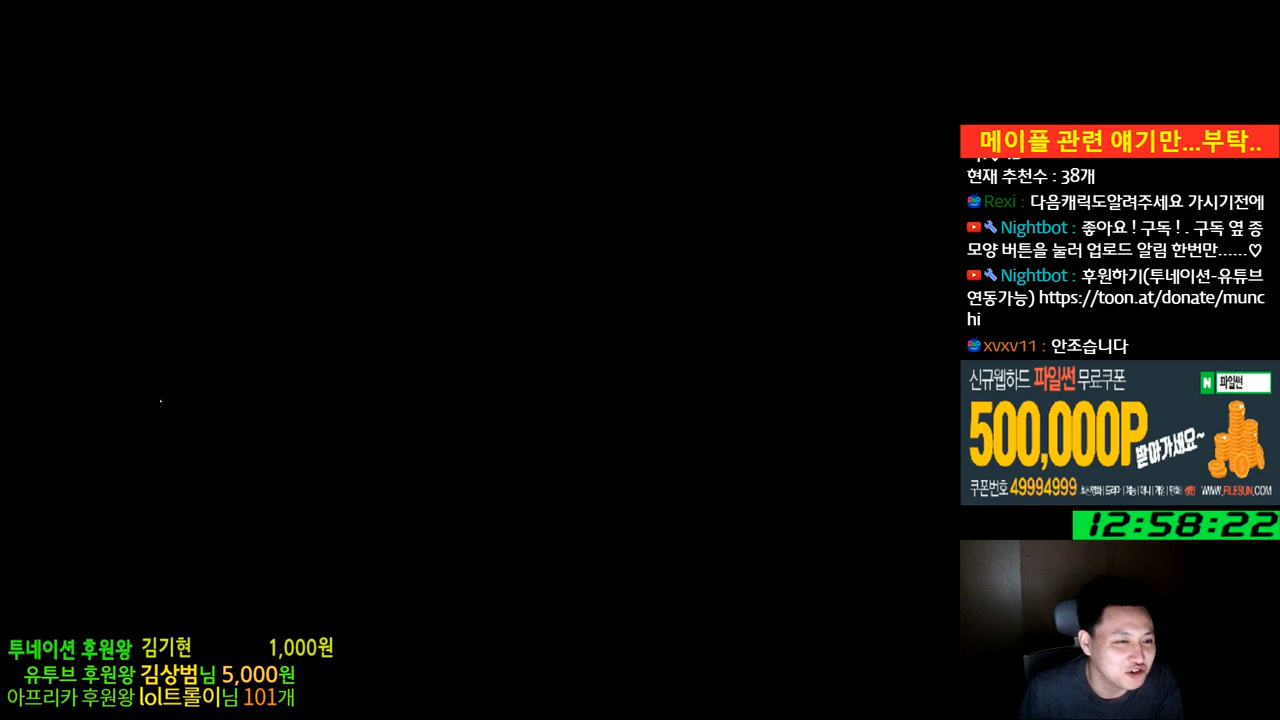 메이플 관련 얘기만...부탁..
현재 추천수 : 38개
Rexi : 다음캐릭도알려주세요 가시기전에
Nightbot : 좋아요 ! 구독 ! . 구독 옆 종
모양 버튼을 눌러 업로드 알림 한번만......♡
Nightbot : 후원하기(투네이션-유튜브
연동가능) https://toon.at/donate/munc
hi
xvxv11 : 안조습니다
신규웹하드 파일썬 무료쿠폰
N 파일썬
500,000P
받아가세요~
쿠폰번호 49994999 WWW.FILESUN.COM
12:58:22
투네이션 후원왕 김기현 1,000원
유튜브 후원왕 김상범님 5,000원
아프리카 후원왕 lol트롤이님 101개